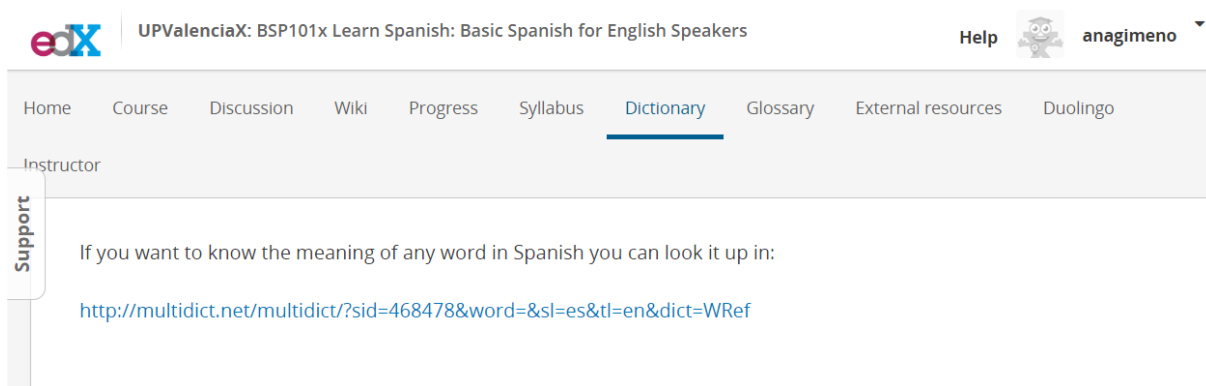 edX
UPValenciaX: BSP101x Learn Spanish: Basic Spanish for English Speakers
Help
anagimeno
Home Course Discussion Wiki Progress Syllabus Dictionary Glossary External resources Duolingo
Instructor
Support
If you want to know the meaning of any word in Spanish you can look it up in:
http://multidict.net/multidict/?sid=468478&word=&sl=es&tl=en&dict=WRef